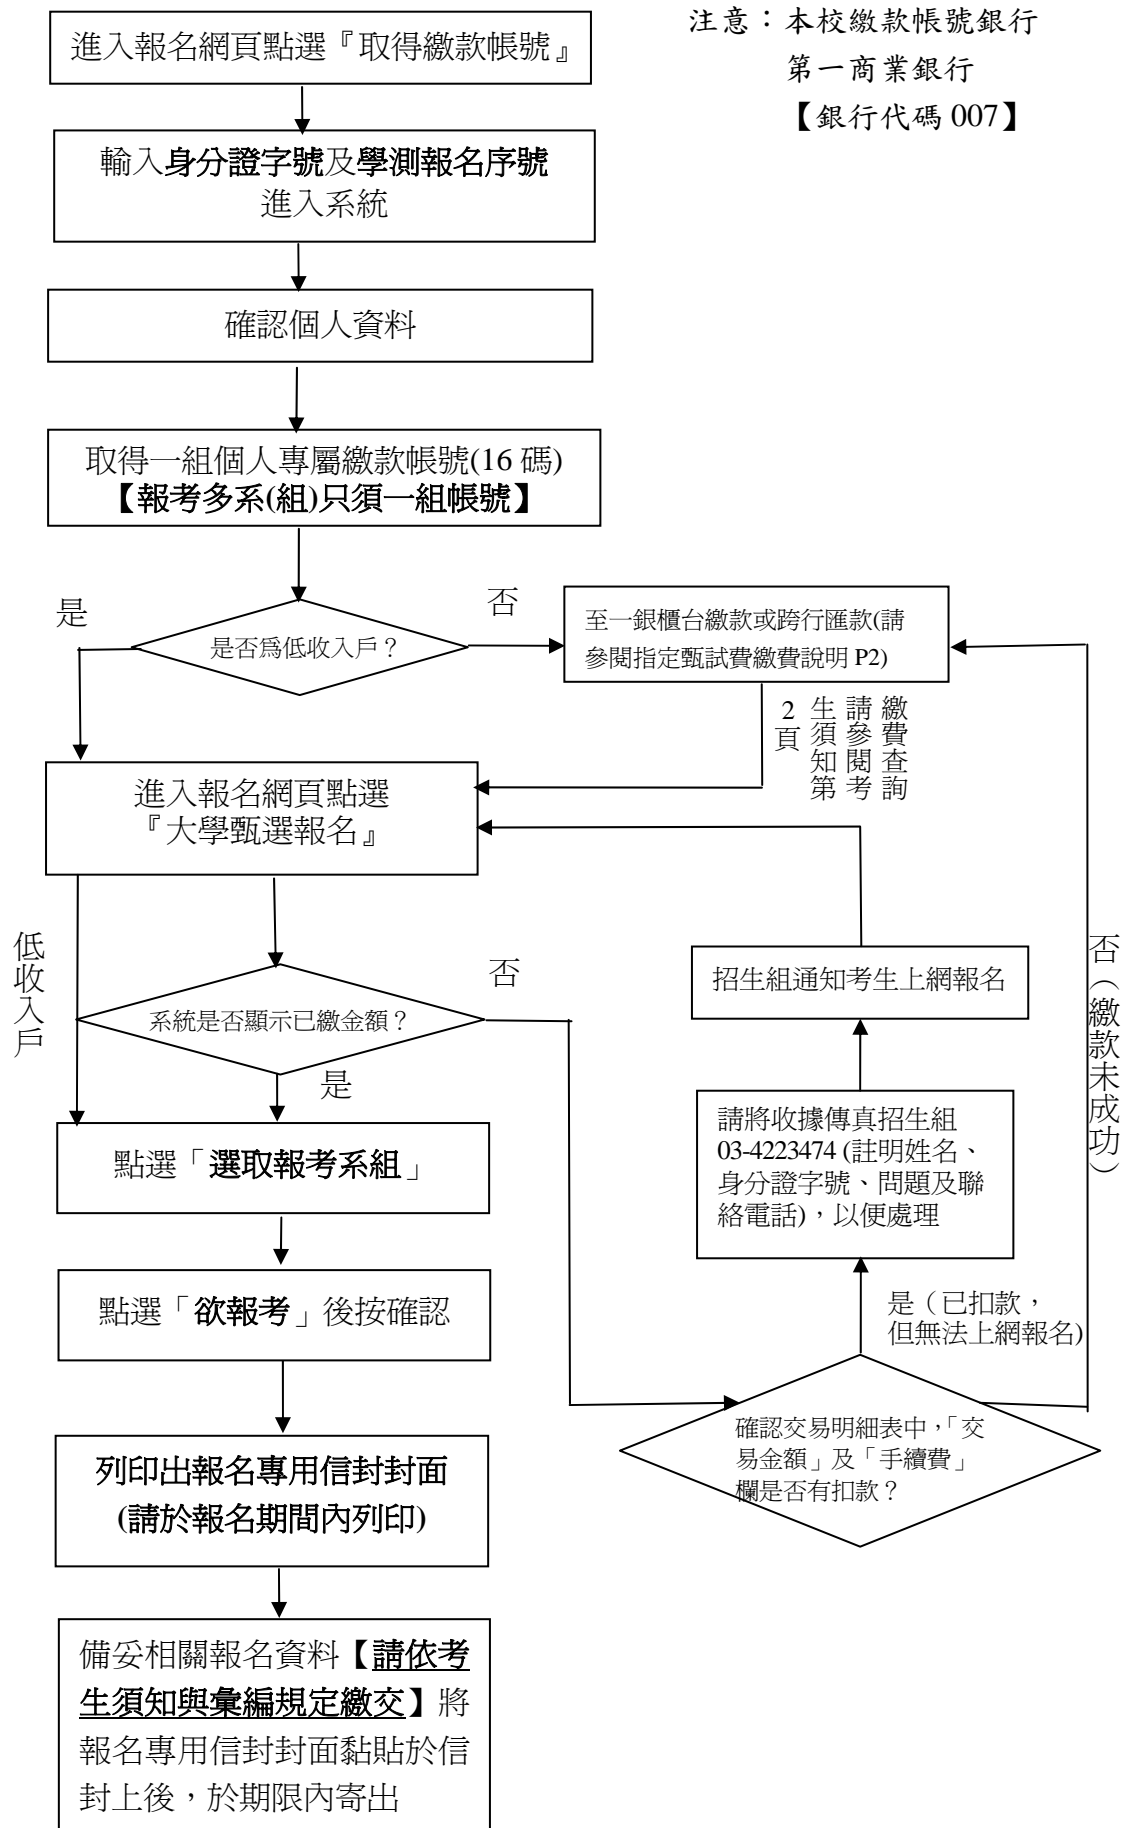 注意：本校繳款帳號銀行
第一商業銀行
【銀行代碼 007】
進入報名網頁點選『取得繳款帳號』
輸入身分證字號及學測報名序號
進入系統
確認個人資料
取得一組個人專屬繳款帳號(16 碼)
【報考多系(組)只須一組帳號】
是
是否為低收入戶？
否
至一銀櫃台繳款或跨行匯款(請
參閱指定甄試費繳費說明 P2)
繳費查詢
請參閱考
生須知第
2頁
進入報名網頁點選
『大學甄選報名』
低收入戶
系統是否顯示已繳金額？
否
是
招生組通知考生上網報名
請將收據傳真招生組
03-4223474 (註明姓名、
身分證字號、問題及聯
絡電話)，以便處理
否（繳款未成功）
點選「選取報考系組」
點選「欲報考」後按確認
是（已扣款，
但無法上網報名)
確認交易明細表中，「交
易金額」及「手續費」
欄是否有扣款？
列印出報名專用信封封面
(請於報名期間內列印)
備妥相關報名資料【請依考
生須知與彙編規定繳交】將
報名專用信封封面黏貼於信
封上後，於期限內寄出